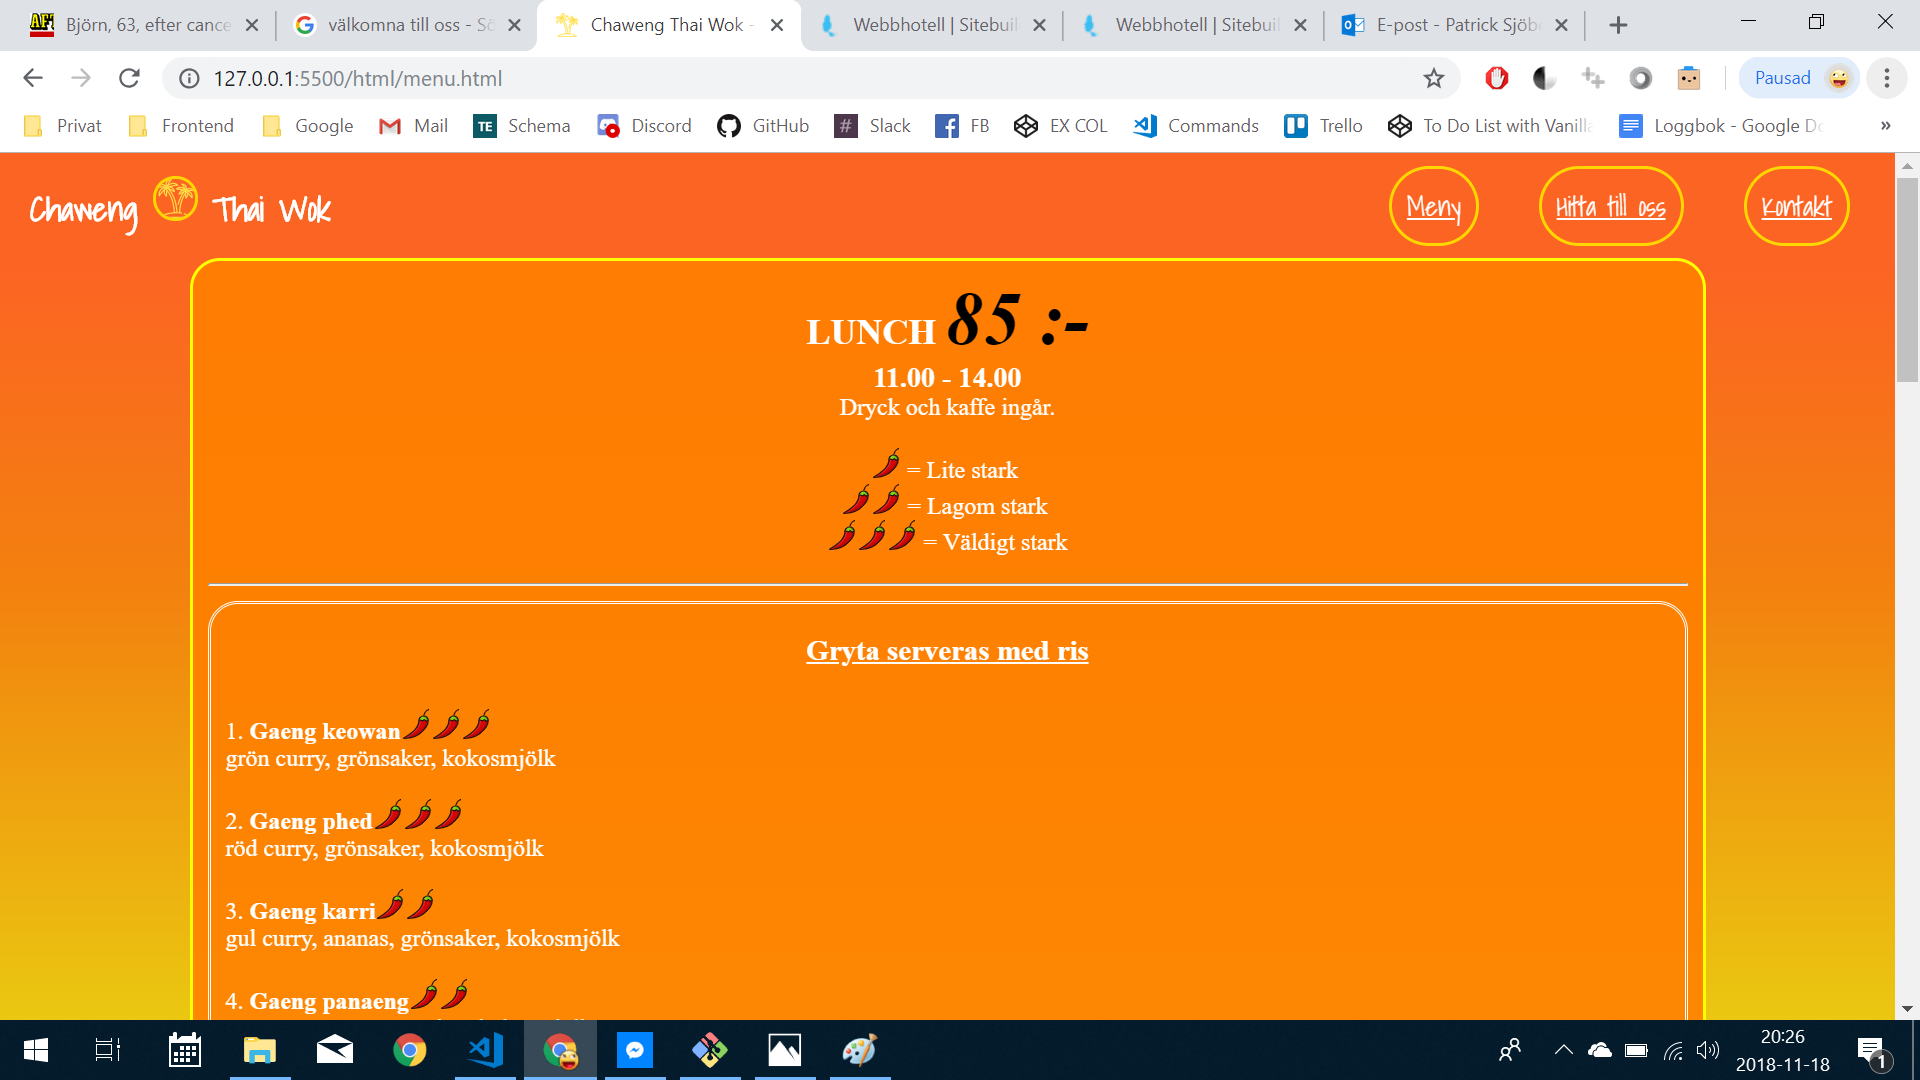 Björn, 63, efter cance
välkomna till oss - Sö
Chaweng Thai Wok -
Webbhotell | Sitebuil
Webbhotell | Sitebuil
E-post - Patrick Sjöb
127.0.0.1:5500/html/menu.html
Pausad
Privat
Frontend
Google
Mail
TE Schema
Discord
GitHub
# Slack
FB
EX COL
Commands
Trello
To Do List with Vanilla
Loggbok - Google Do
»
Chaweng Thai Wok
Meny
Hitta till oss
Kontakt
LUNCH 85 :-
11.00 - 14.00
Dryck och kaffe ingår.
= Lite stark
= Lagom stark
= Väldigt stark
Gryta serveras med ris
1. Gaeng keowan
grön curry, grönsaker, kokosmjölk
2. Gaeng phed
röd curry, grönsaker, kokosmjölk
3. Gaeng karri
gul curry, ananas, grönsaker, kokosmjölk
4. Gaeng panaeng
20:26
2018-11-18
1